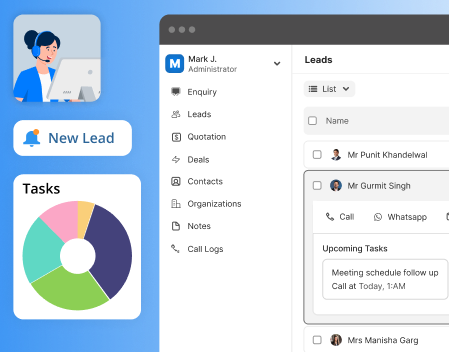 New Lead
Tasks
M
Mark J.
Administrator
Enquiry
Leads
Quotation
Deals
Contacts
Organizations
Notes
Call Logs
Leads
List
Name
Mr Punit Khandelwal
Mr Gurmit Singh
Call
Whatsapp
Upcoming Tasks
Meeting schedule follow up
Call at Today, 1:AM
Mrs Manisha Garg